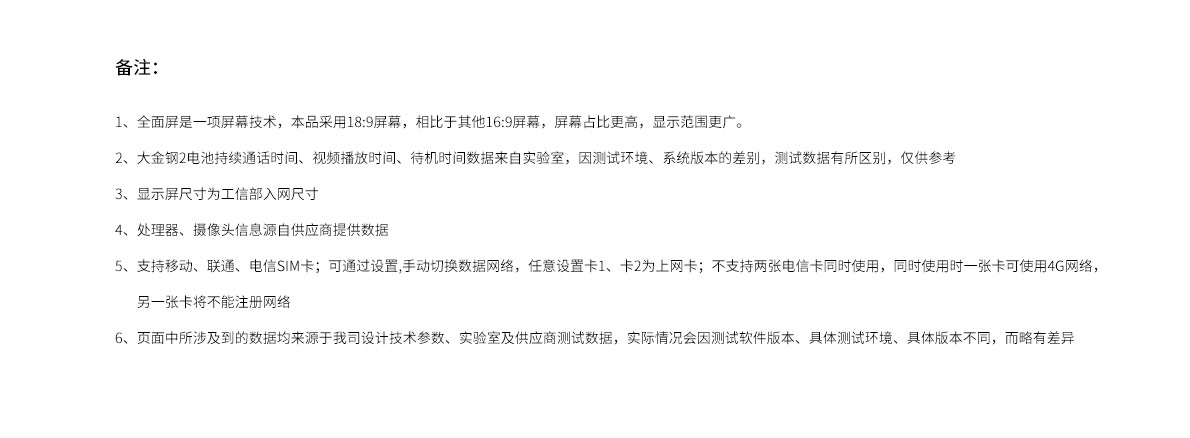 备注：
1、全面屏是一项屏幕技术，本品采用18:9屏幕，相比于其他16:9屏幕，屏幕占比更高，显示范围更广。
2、大金钢2电池持续通话时间、视频播放时间、待机时间数据来自实验室，因测试环境、系统版本的差别，测试数据有所区别，仅供参考
3、显示屏尺寸为工信部入网尺寸
4、处理器、摄像头信息源自供应商提供数据
5、支持移动、联通、电信SIM卡；可通过设置,手动切换数据网络，任意设置卡1、卡2为上网卡；不支持两张电信卡同时使用，同时使用时一张卡可使用4G网络，
另一张卡将不能注册网络
6、页面中所涉及到的数据均来源于我司设计技术参数、实验室及供应商测试数据，实际情况会因测试软件版本、具体测试环境、具体版本不同，而略有差异